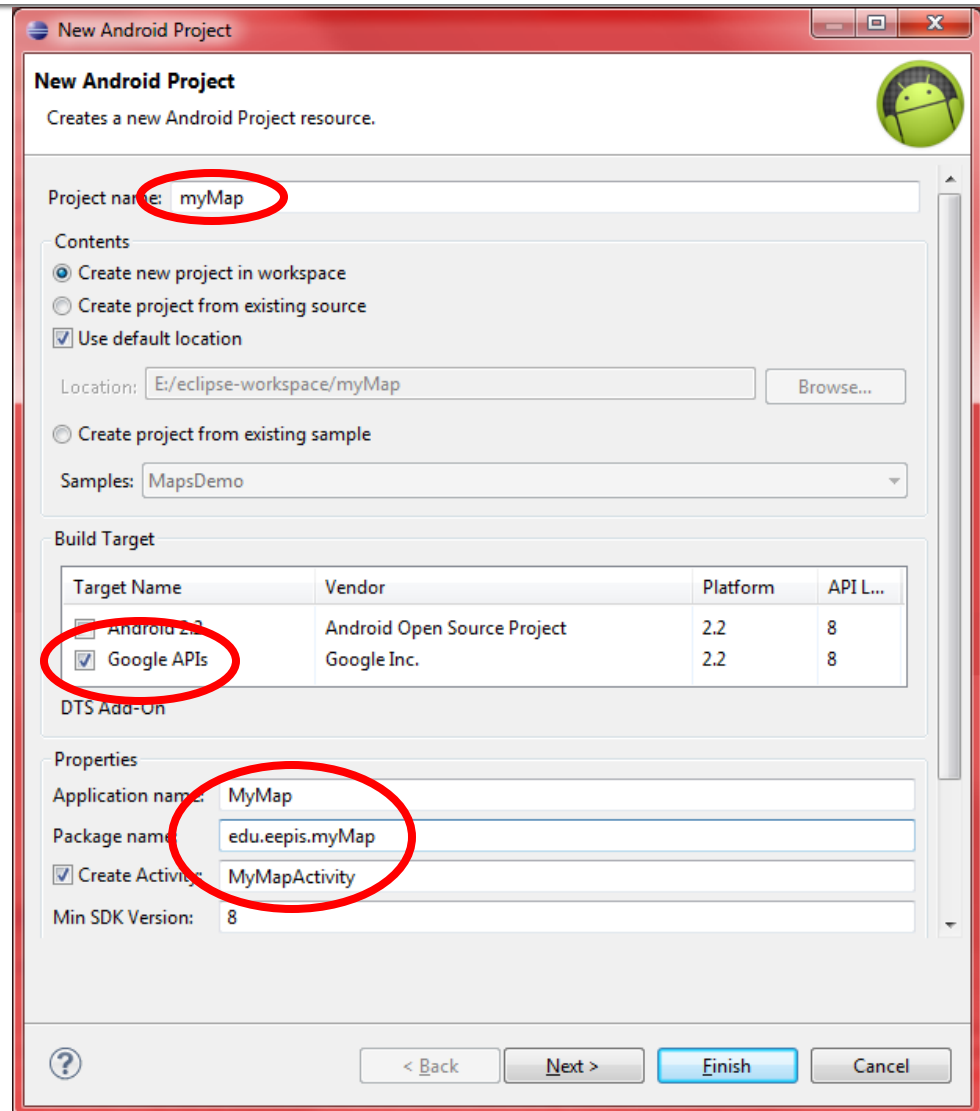 New Android Project
New Android Project
Creates a new Android Project resource.
Project name: myMap
Contents
Create new project in workspace
Create project from existing source
Use default location
Location: E:/eclipse-workspace/myMap Browse...
Create project from existing sample
Samples: MapsDemo
Build Target
Target Name Vendor Platform API L...
Android 2.2 Android Open Source Project 2.2 8
Google APIs Google Inc. 2.2 8
DTS Add-On
Properties
Application name: MyMap
Package name: edu.eepis.myMap
Create Activity: MyMapActivity
Min SDK Version: 8
? < Back Next > Finish Cancel